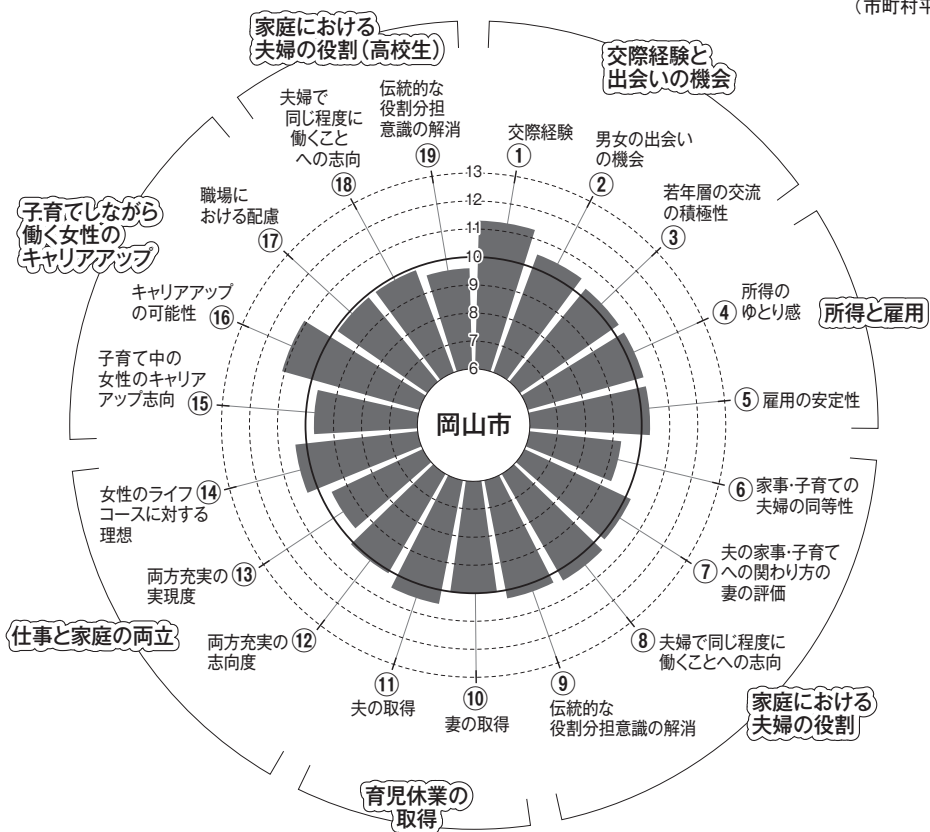 (市町村平
家庭における
夫婦の役割(高校生)
交際経験と
出会いの機会
所得と雇用
家庭における
夫婦の役割
育児休業の
取得
仕事と家庭の両立
子育てしながら
働く女性の
キャリアアップ
13
12
11
10
9
8
7
6
岡山市
交際経験
①
男女の出会い
の機会
②
若年層の交流
の積極性
③
④ 所得の
ゆとり感
⑤ 雇用の安定性
⑥ 家事・子育ての
夫婦の同等性
⑦ 夫の家事・子育て
への関わり方の
妻の評価
⑧ 夫婦で同じ程度に
働くことへの志向
⑨
伝統的な
役割分担意識の解消
⑩
妻の取得
⑪
夫の取得
両方充実の ⑫
志向度
両方充実の ⑬
実現度
女性のライフ ⑭
コースに対する
理想
子育て中の
女性のキャリア
アップ志向 ⑮
キャリアアップ
の可能性 ⑯
職場に
おける配慮
⑰
夫婦で
同じ程度に
働くこと
への志向
⑱
伝統的な
役割分担
意識の解消
⑲